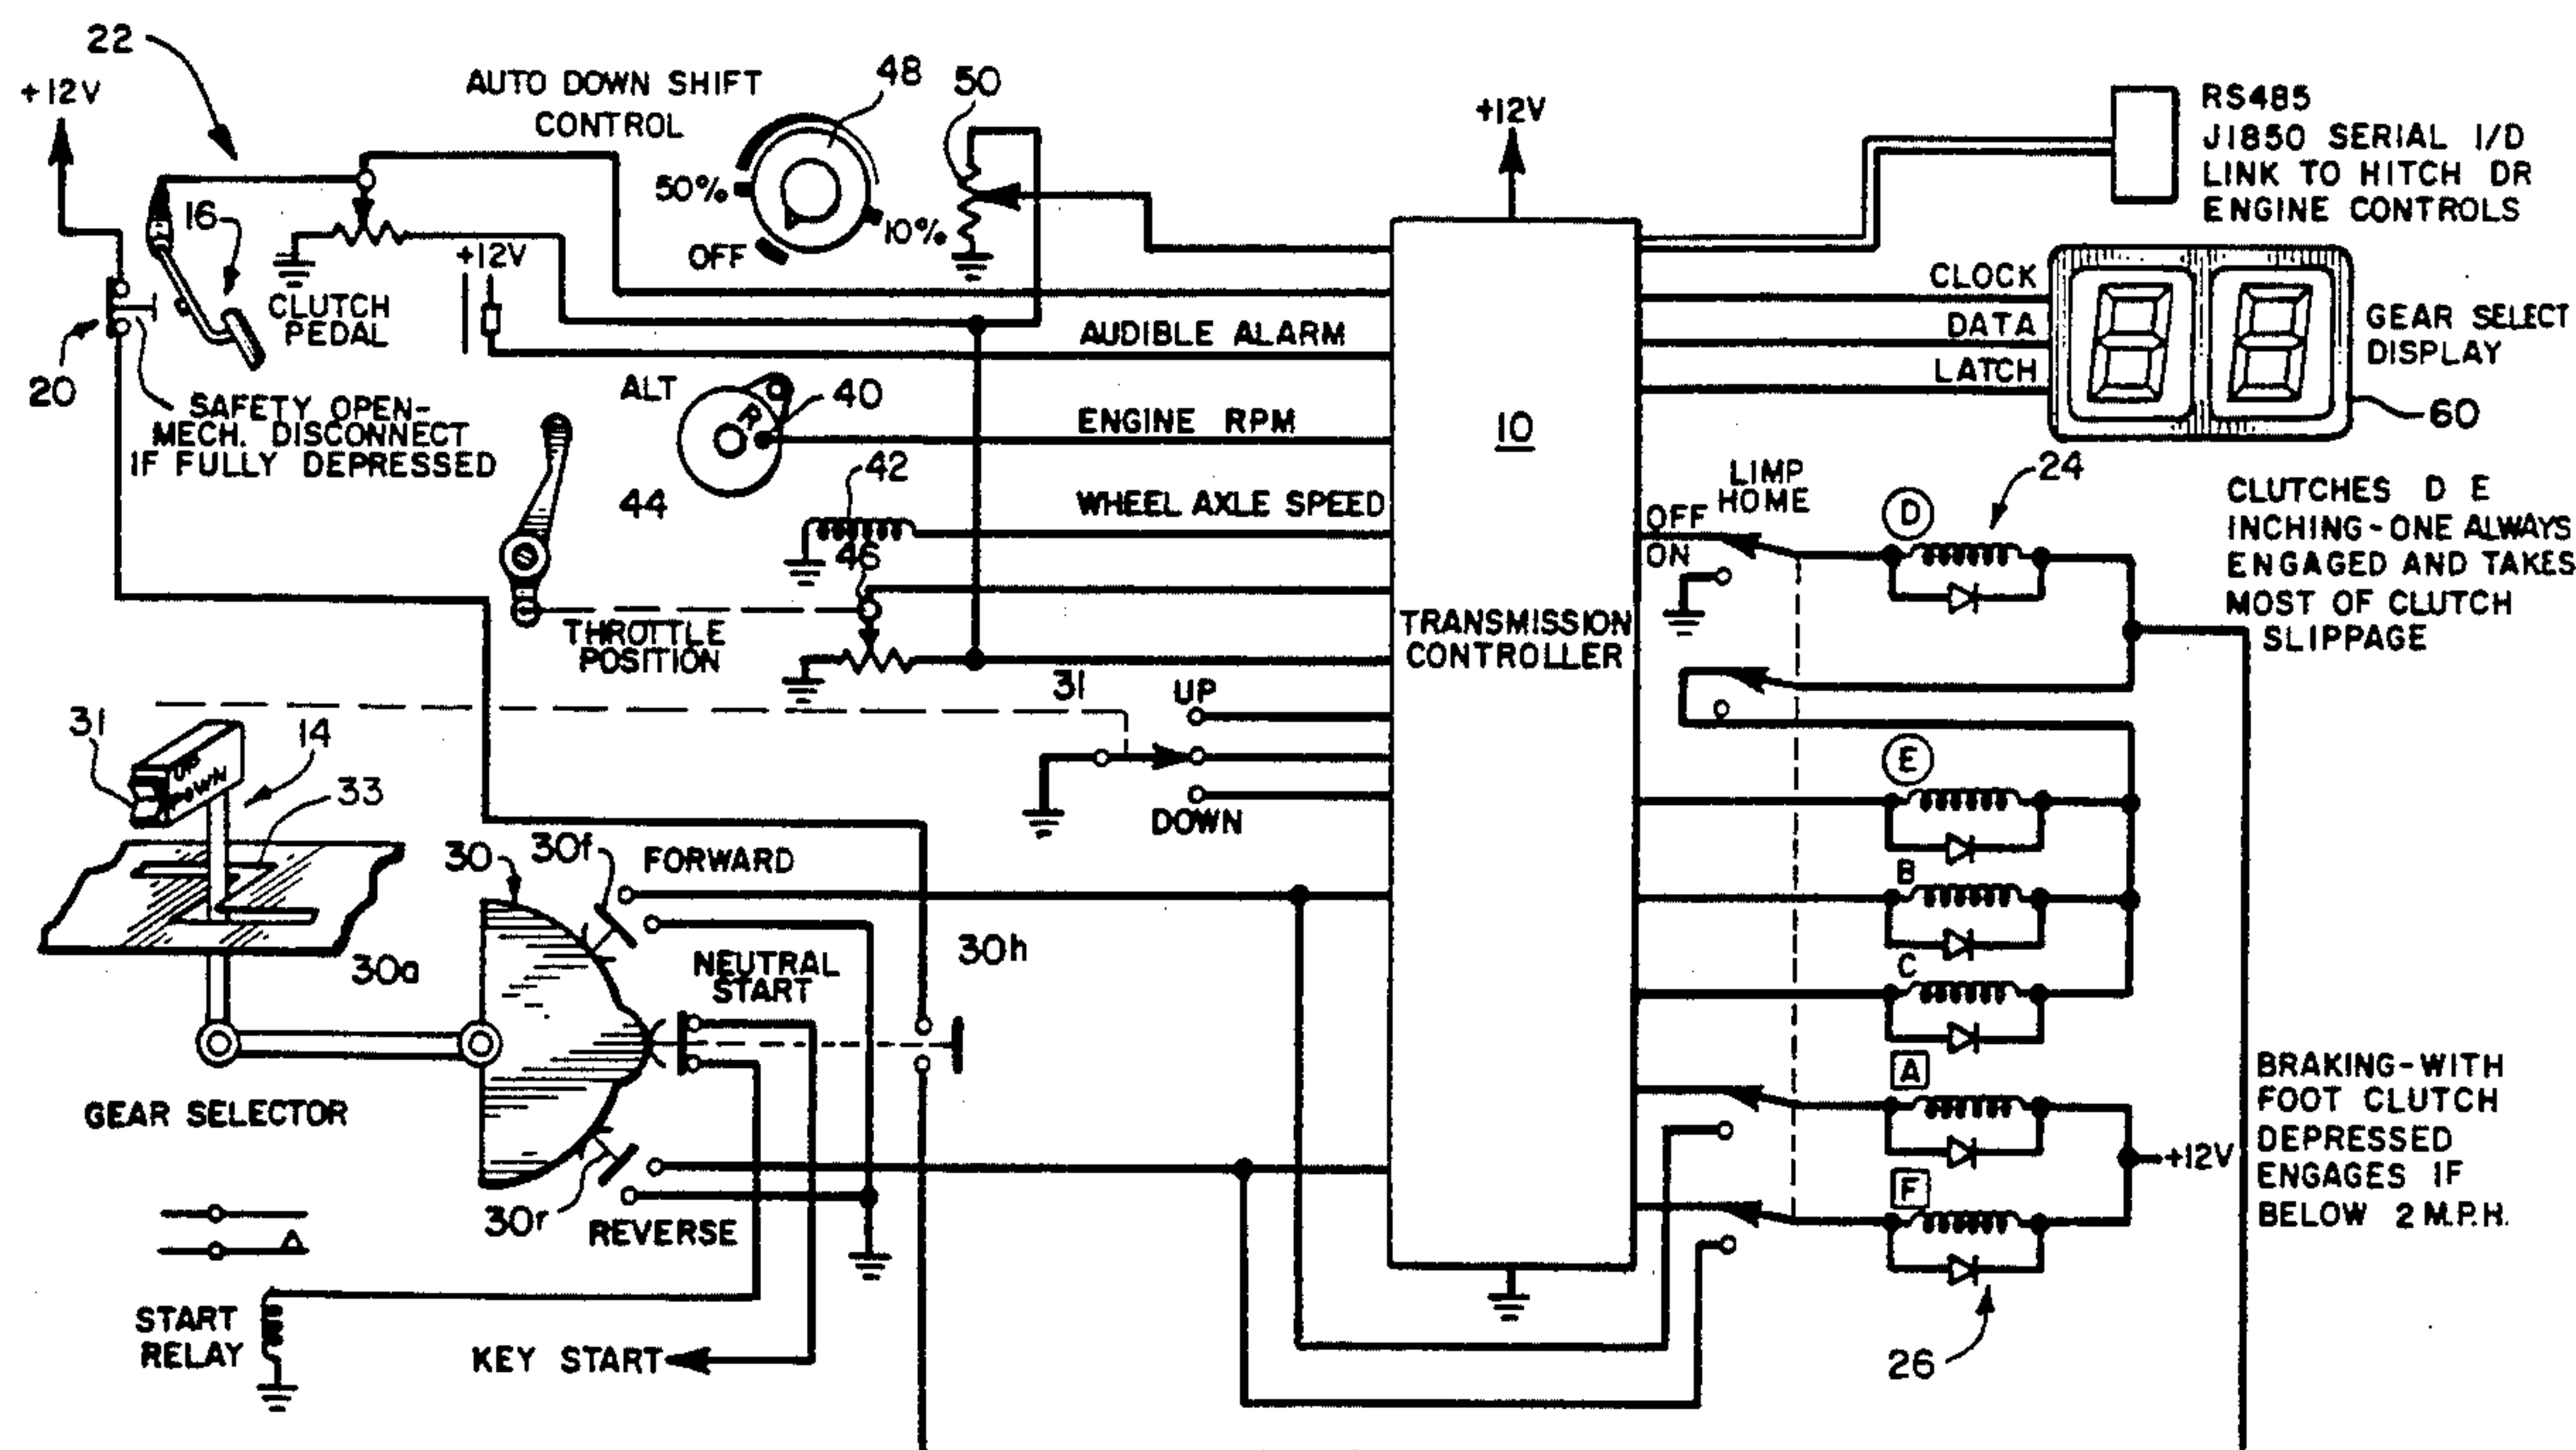 22
+12V
AUTO DOWN SHIFT
CONTROL
48
50
50%
10%
OFF
+12V
RS485
J1850 SERIAL I/D
LINK TO HITCH DR
ENGINE CONTROLS
16
+12V
CLUTCH
PEDAL
20
SAFETY OPEN-
MECH. DISCONNECT
IF FULLY DEPRESSED
AUDIBLE ALARM
ALT
R
40
ENGINE RPM
44
42
WHEEL AXLE SPEED
46
THROTTLE
POSITION
10
TRANSMISSION
CONTROLLER
CLOCK
DATA
LATCH
GEAR SELECT
DISPLAY
60
LIMP
HOME
OFF
ON
D
24
CLUTCHES D E
INCHING-ONE ALWAYS
ENGAGED AND TAKES
MOST OF CLUTCH
SLIPPAGE
31
UP
DOWN
31
UP
DOWN
14
33
30
30f
FORWARD
30a
NEUTRAL
START
30h
GEAR SELECTOR
30r
REVERSE
START
RELAY
KEY START
E
B
C
A
F
+12V
BRAKING-WITH
FOOT CLUTCH
DEPRESSED
ENGAGES IF
BELOW 2 M.P.H.
26